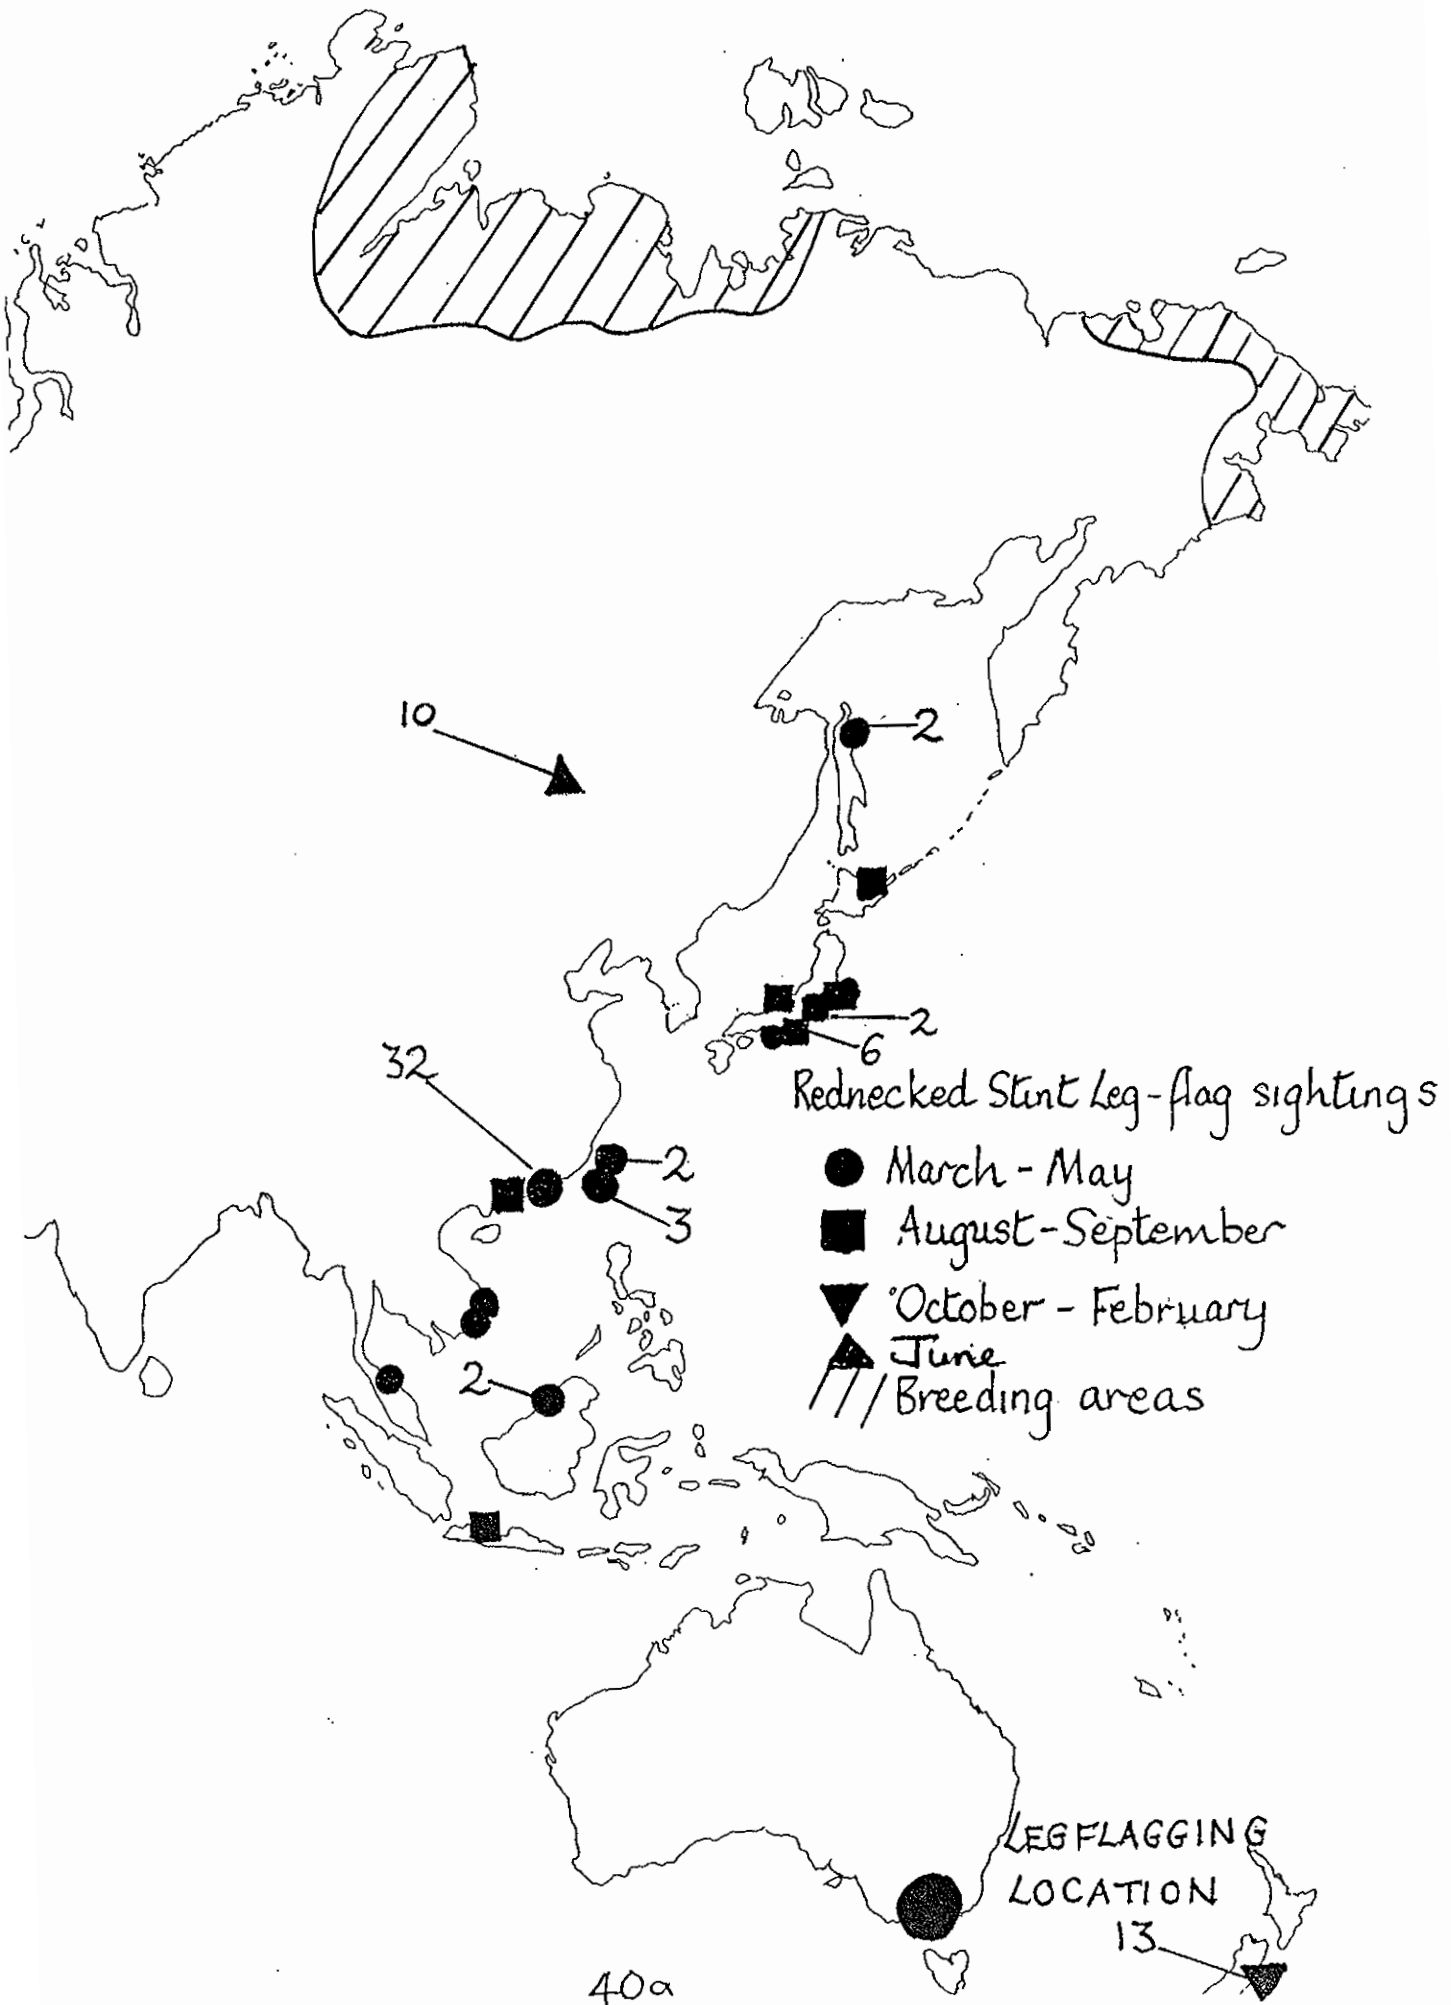 10
2
2
6
32
Rednecked Stint Leg-flag sightings
March - May
2
3
August-September
October - February
June
2
Breeding areas
LEGFLAGGING
LOCATION
13
40a